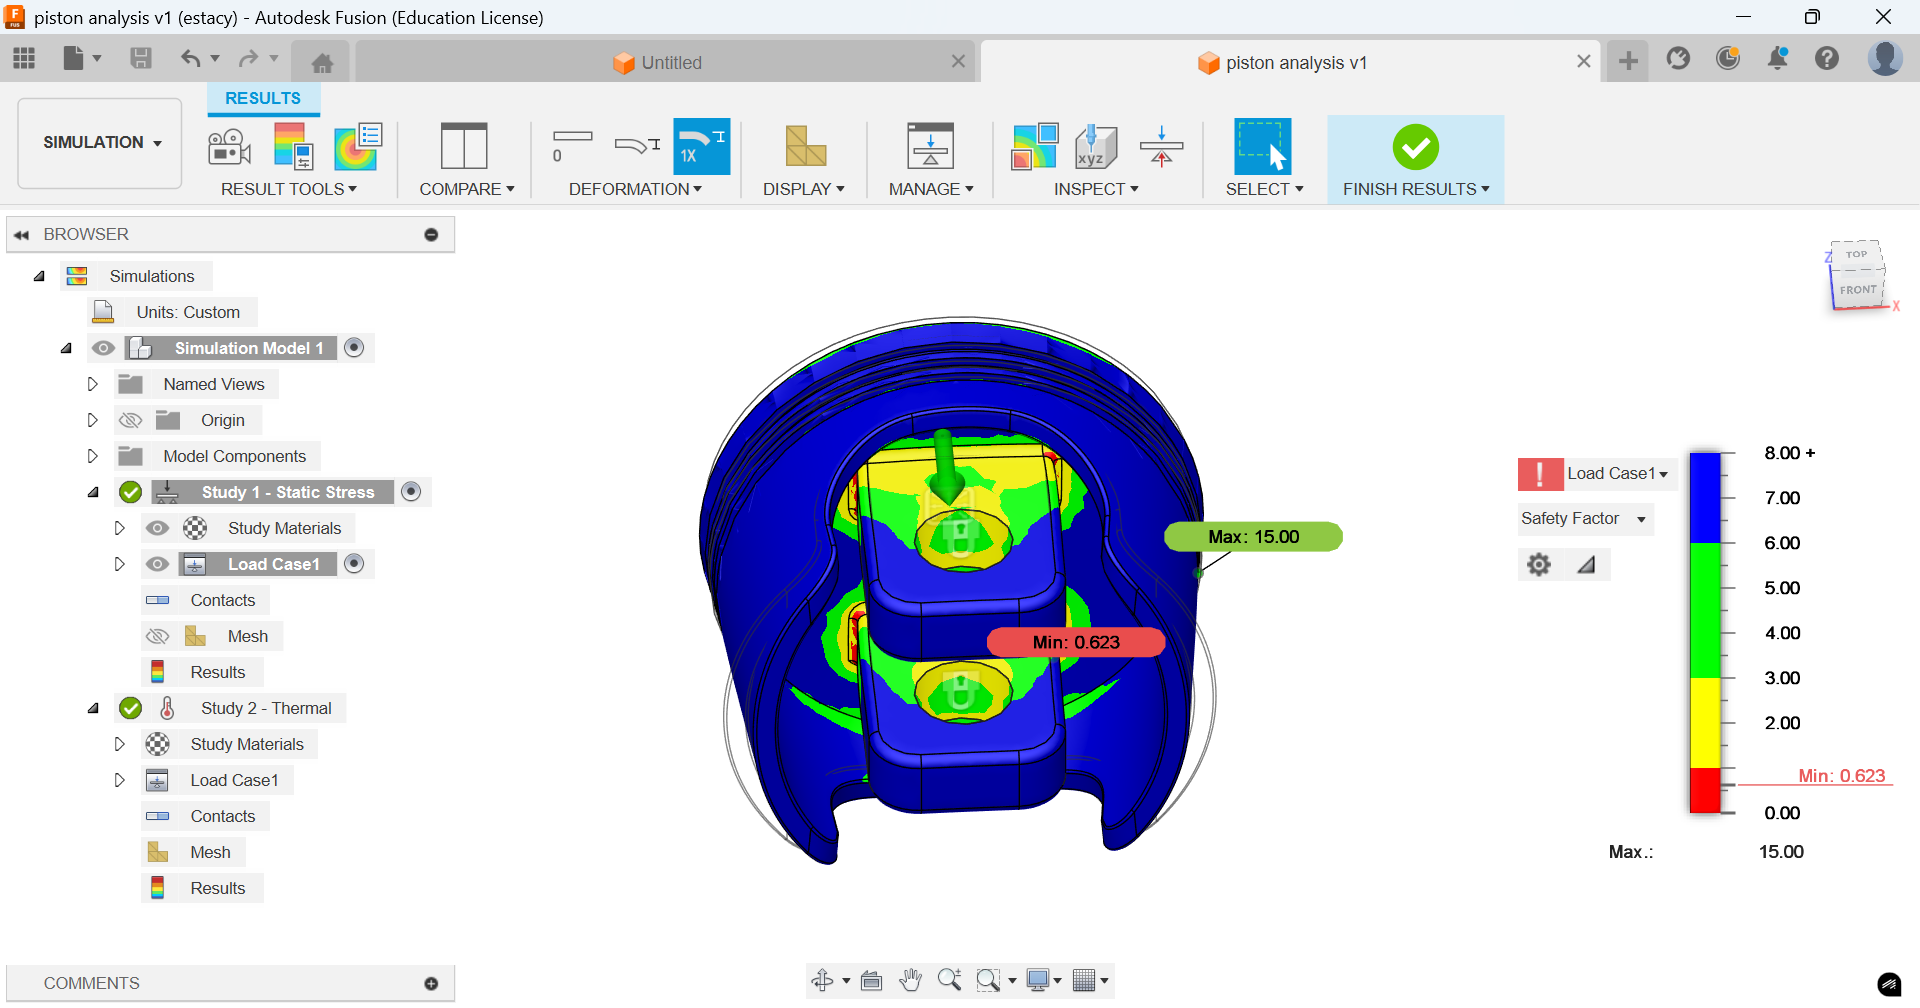 piston analysis v1 (estacy) - Autodesk Fusion (Education License)
Untitled
piston analysis v1
RESULTS
SIMULATION
RESULT TOOLS
COMPARE
0
1X
DEFORMATION
DISPLAY
MANAGE
xyz
INSPECT
SELECT
FINISH RESULTS
BROWSER
Simulations
Units: Custom
Simulation Model 1
Named Views
Origin
Model Components
Study 1 - Static Stress
Study Materials
Load Case1
Contacts
Mesh
Results
Study 2 - Thermal
Study Materials
Load Case1
Contacts
Mesh
Results
COMMENTS
Max: 15.00
Min: 0.623
Z
TOP
FRONT
X
Load Case1
Safety Factor
8.00 +
7.00
6.00
5.00
4.00
3.00
2.00
Min: 0.623
0.00
Max.: 15.00